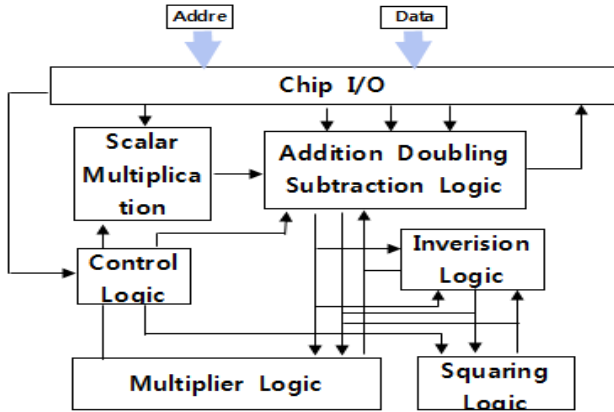 Addre
Data
Chip I/O
Scalar
Multiplica
tion
Addition Doubling
Subtraction Logic
Control
Logic
Inverision
Logic
Multiplier Logic
Squaring
Logic